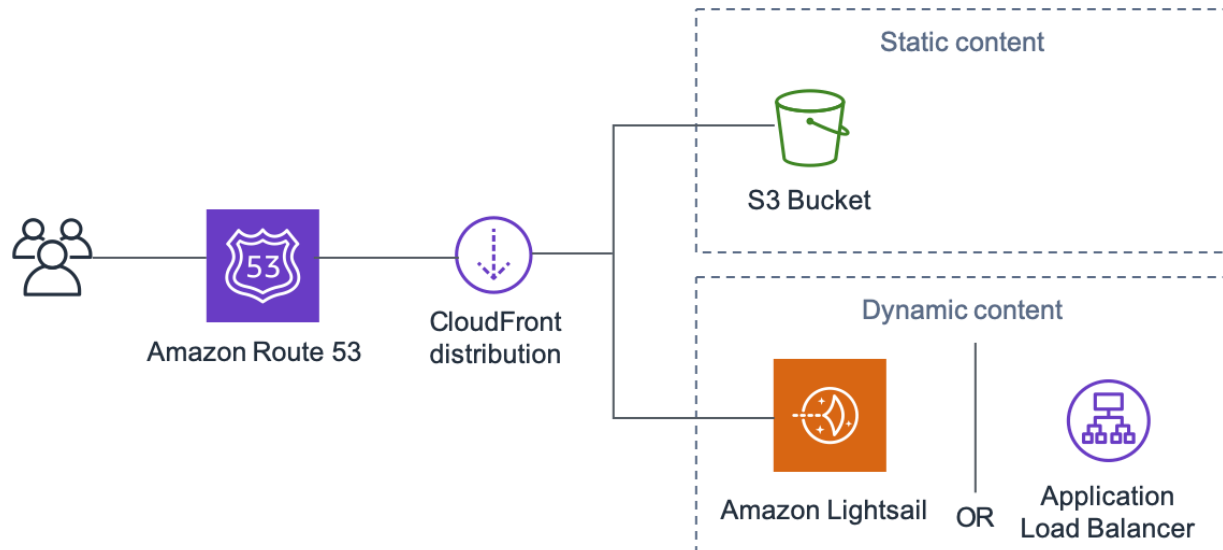 Static content
S3 Bucket
53
Amazon Route 53
CloudFront
distribution
Dynamic content
Amazon Lightsail
OR
Application
Load Balancer